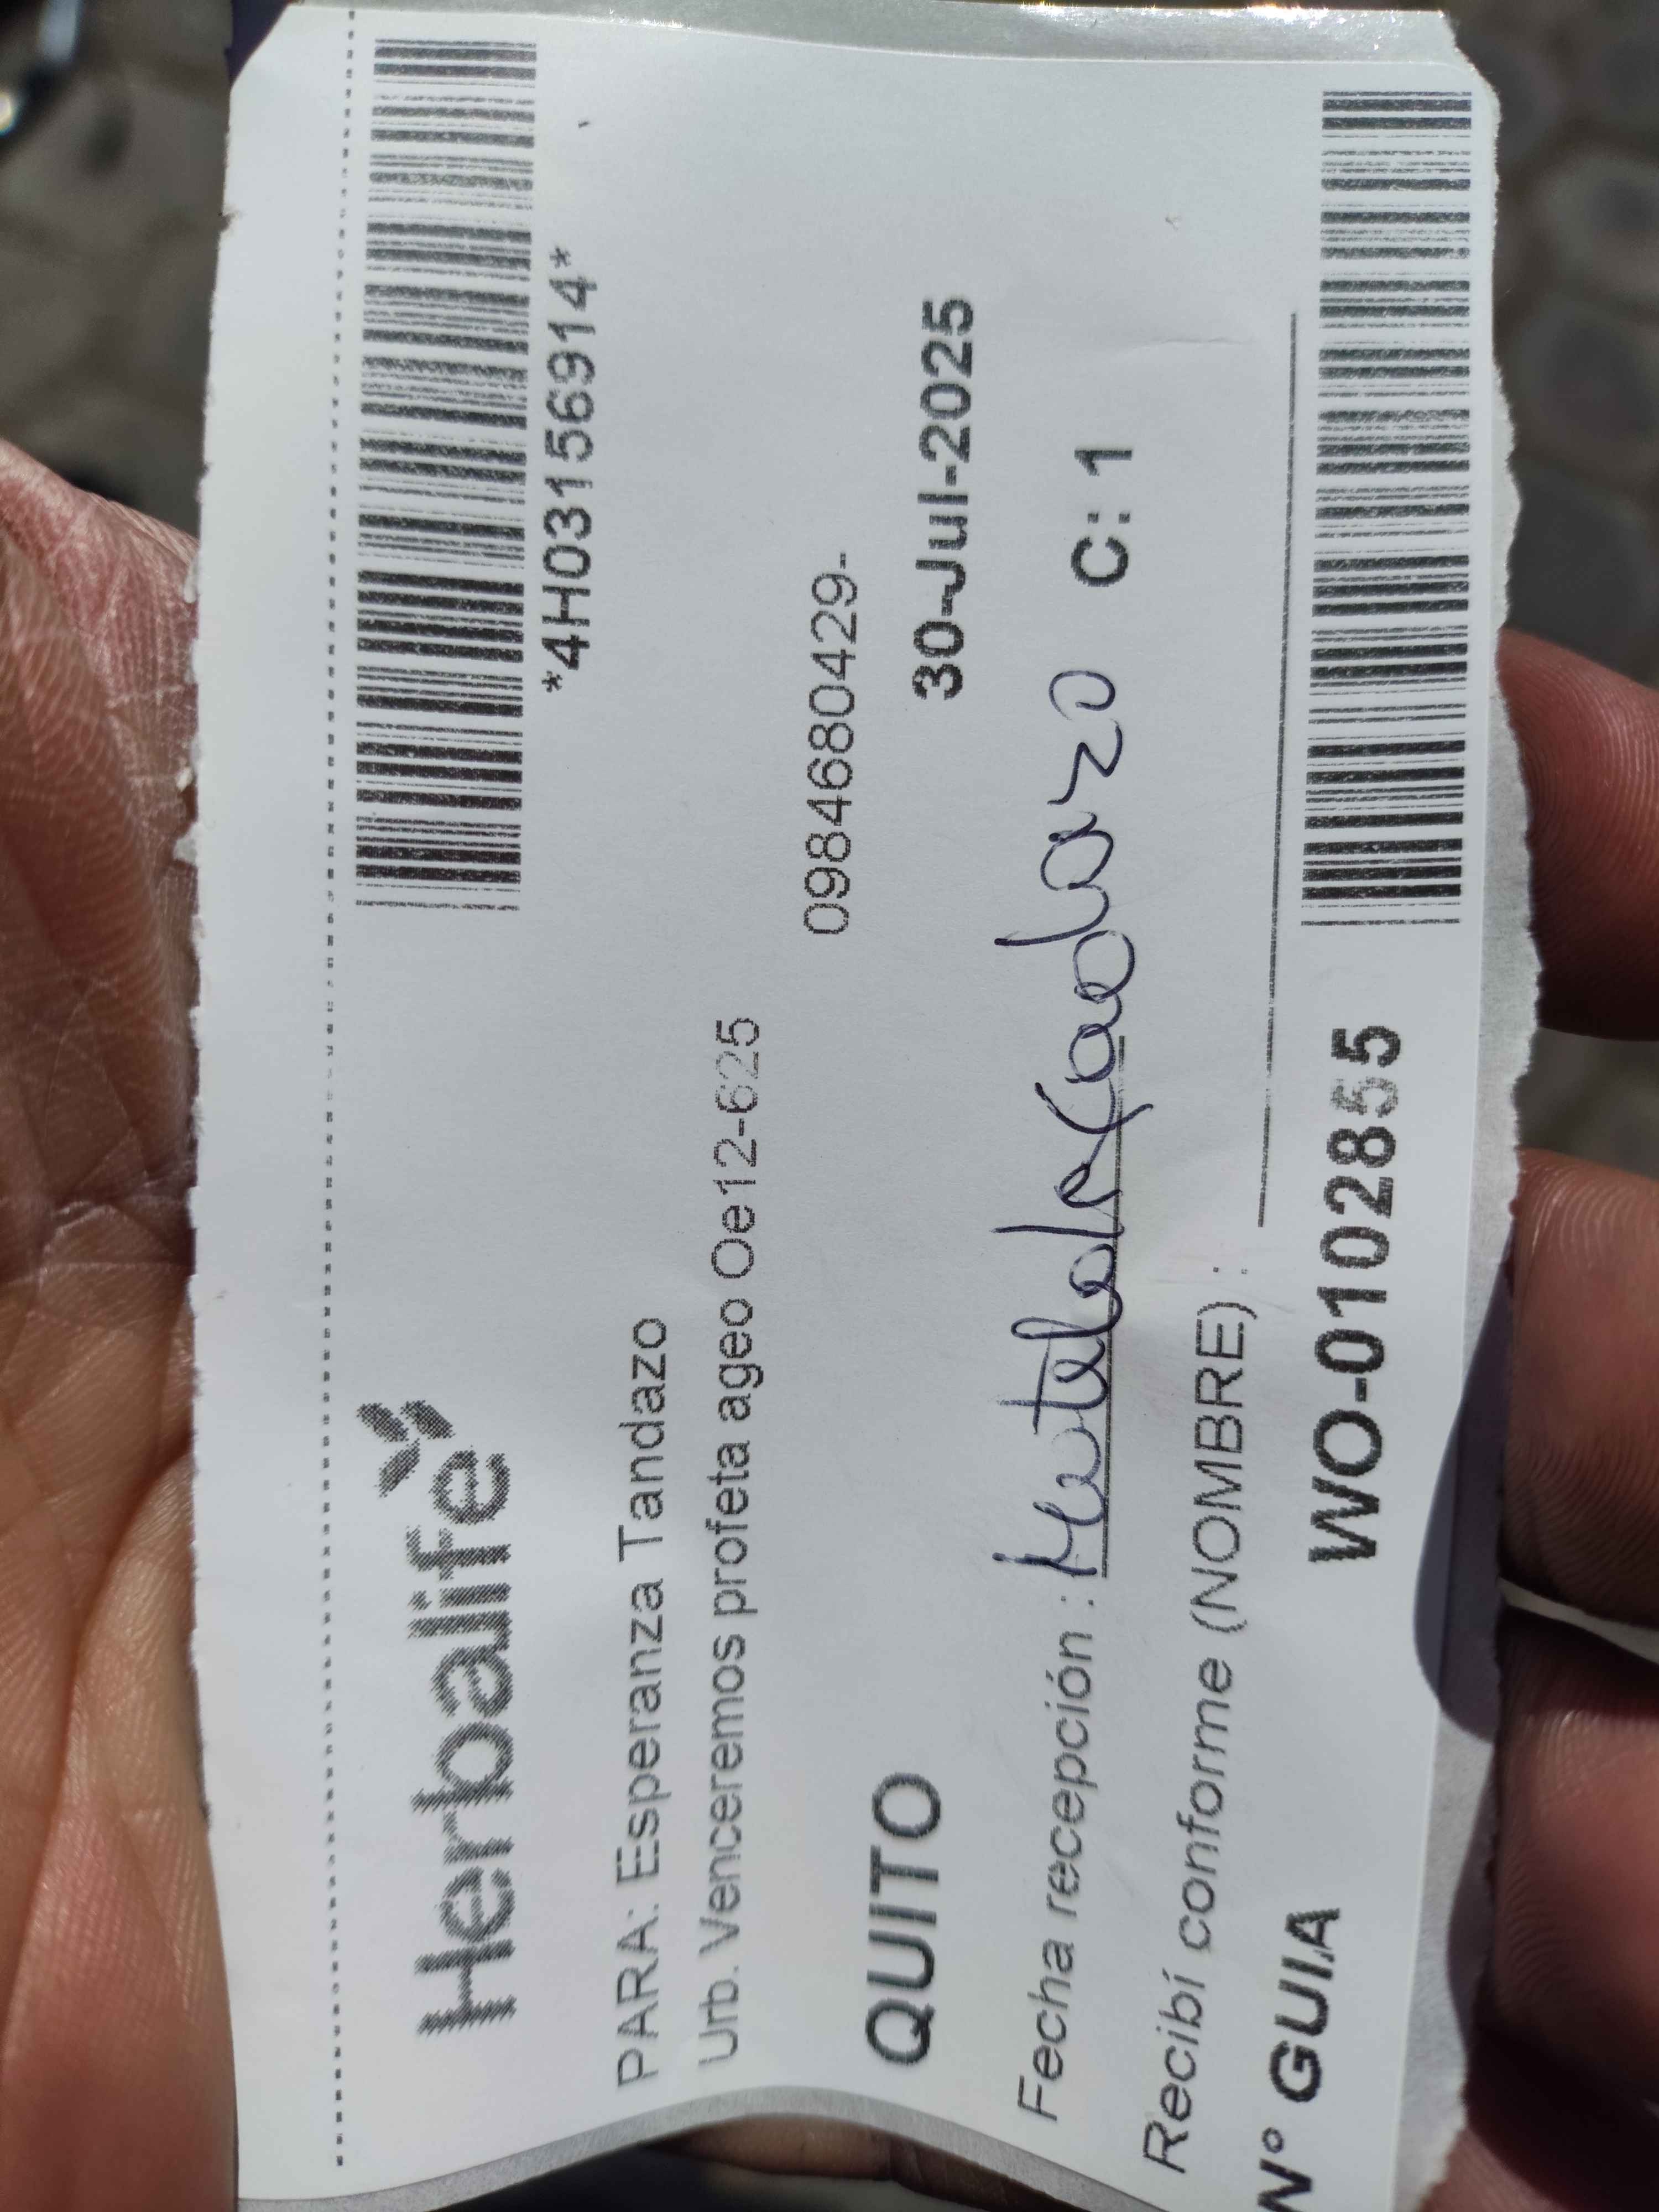 Herbalife
*4H03156914*
PARA: Esperanza Tandazo
Urb. Venceremos profeta ageo Oe12-625
0984680429-
QUITO 30-Jul-2025
Fecha recepción : C: 1
Recibí conforme (NOMBRE) :
N° GUIA WO-0102855